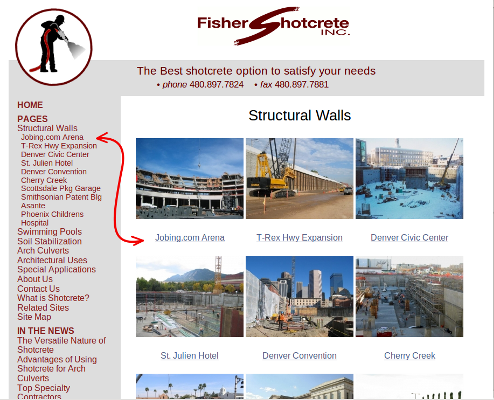 Fisher Shotcrete
INC.
The Best shotcrete option to satisfy your needs
• phone 480.897.7824 • fax 480.897.7881
HOME
PAGES
Structural Walls
Jobing.com Arena
T-Rex Hwy Expansion
Denver Civic Center
St. Julien Hotel
Denver Convention
Cherry Creek
Scottsdale Pkg Garage
Smithsonian Patent Big
Asante
Phoenix Childrens
Hospital
Swimming Pools
Soil Stabilization
Arch Culverts
Architectural Uses
Special Applications
About Us
Contact Us
What is Shotcrete?
Related Sites
Site Map
IN THE NEWS
The Versatile Nature of
Shotcrete
Advantages of Using
Shotcrete for Arch
Culverts
Top Specialty
Contractors
Structural Walls
Jobing.com Arena
T-Rex Hwy Expansion
Denver Civic Center
St. Julien Hotel
Denver Convention
Cherry Creek